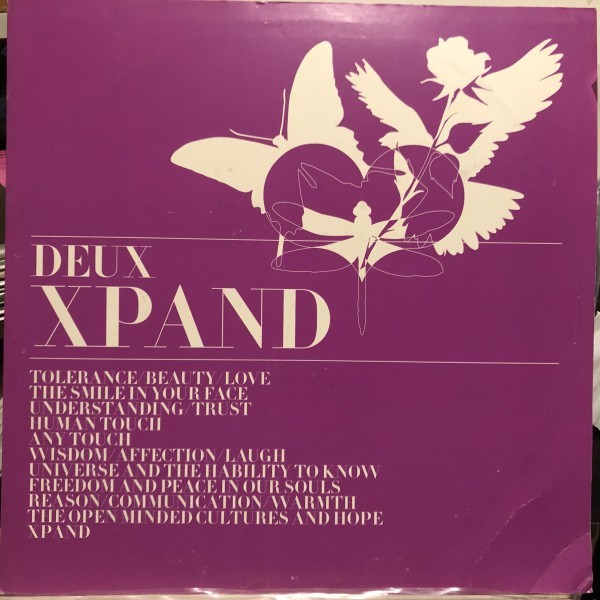 DEUX
XPAND
TOLERANCE/BEAUTY/LOVE
THE SMILE IN YOUR FACE
UNDERSTANDING/TRUST
HUMAN TOUCH
ANY TOUCH
WISDOM/AFFECTION/LAUGH
UNIVERSE AND THE HABILITY TO KNOW
FREEDOM AND PEACE IN OUR SOULS
REASON/COMMUNICATION/WARMTH
THE OPEN MINDED CULTURES AND HOPE
XPAND